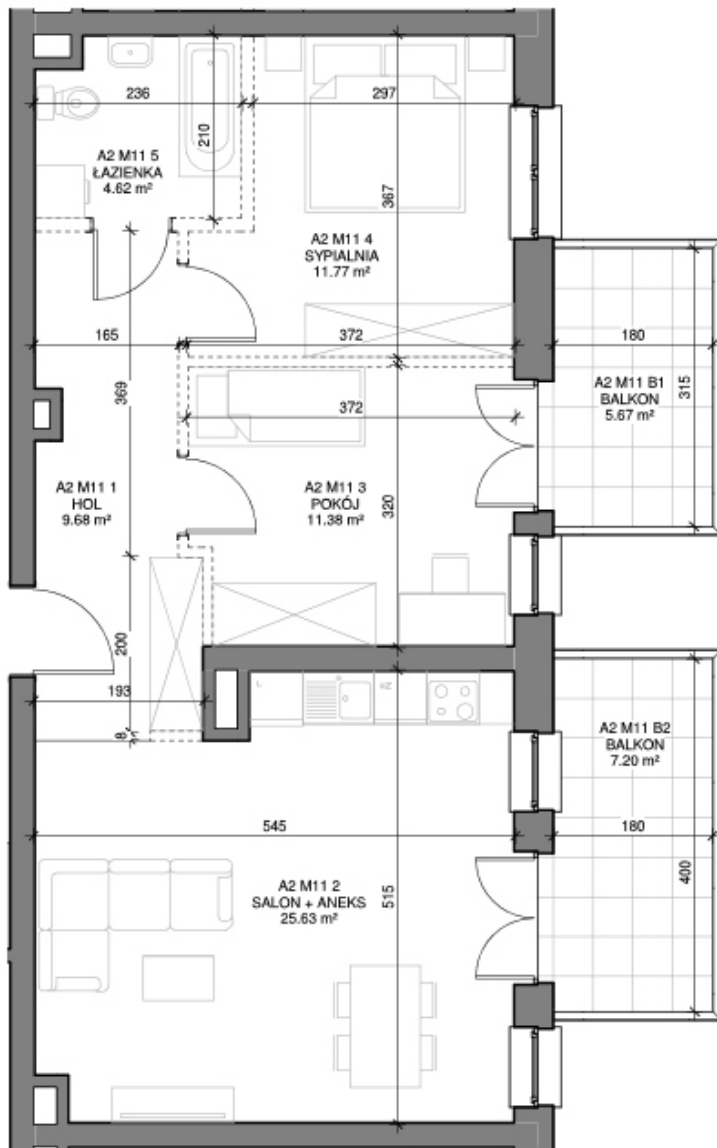 236
297
210
A2 M11 5
ŁAZIENKA
4.62 m²
367
A2 M11 4
SYPIALNIA
11.77 m²
165
372
180
369
372
A2 M11 B1
BALKON
5.67 m²
315
A2 M11 1
HOL
9.68 m²
A2 M11 3
POKÓJ
11.38 m²
320
200
193
L
KZ
8
A2 M11 B2
BALKON
7.20 m²
545
180
A2 M11 2
SALON + ANEKS
25.63 m²
515
400